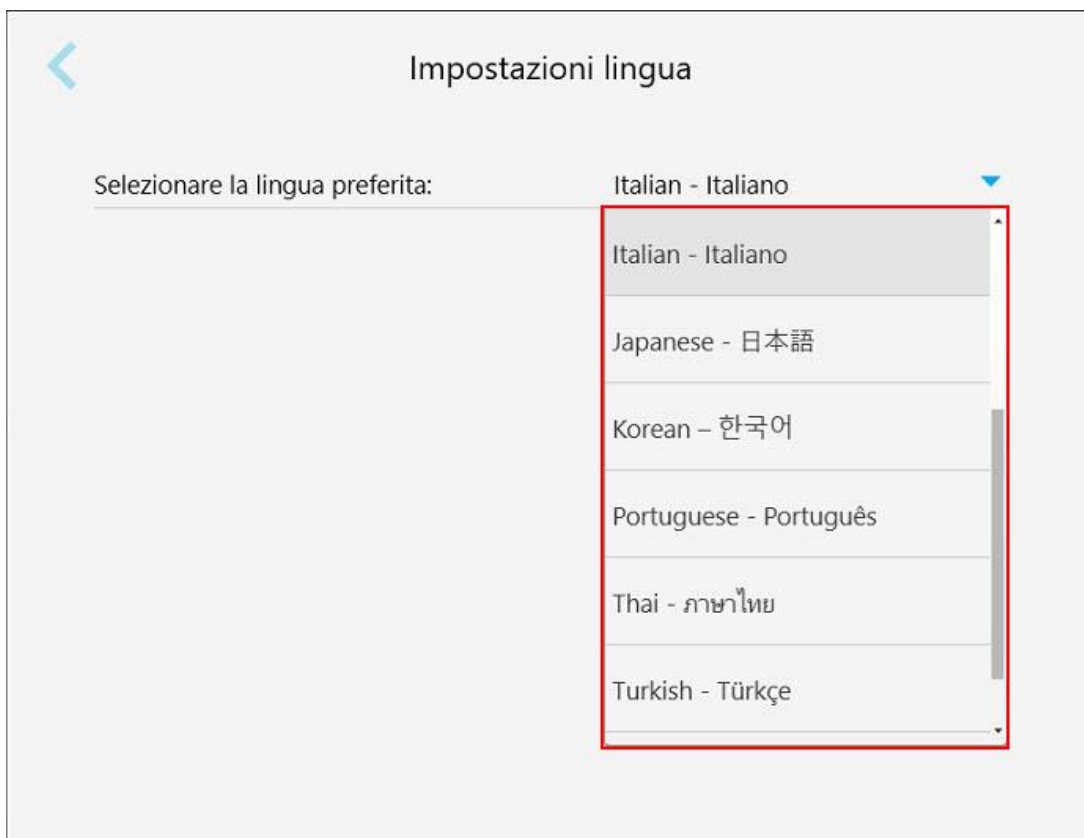 Impostazioni lingua
Selezionare la lingua preferita:
Italian - Italiano
Italian - Italiano
Japanese - 日本語
Korean – 한국어
Portuguese - Português
Thai - ภาษาไทย
Turkish - Türkçe